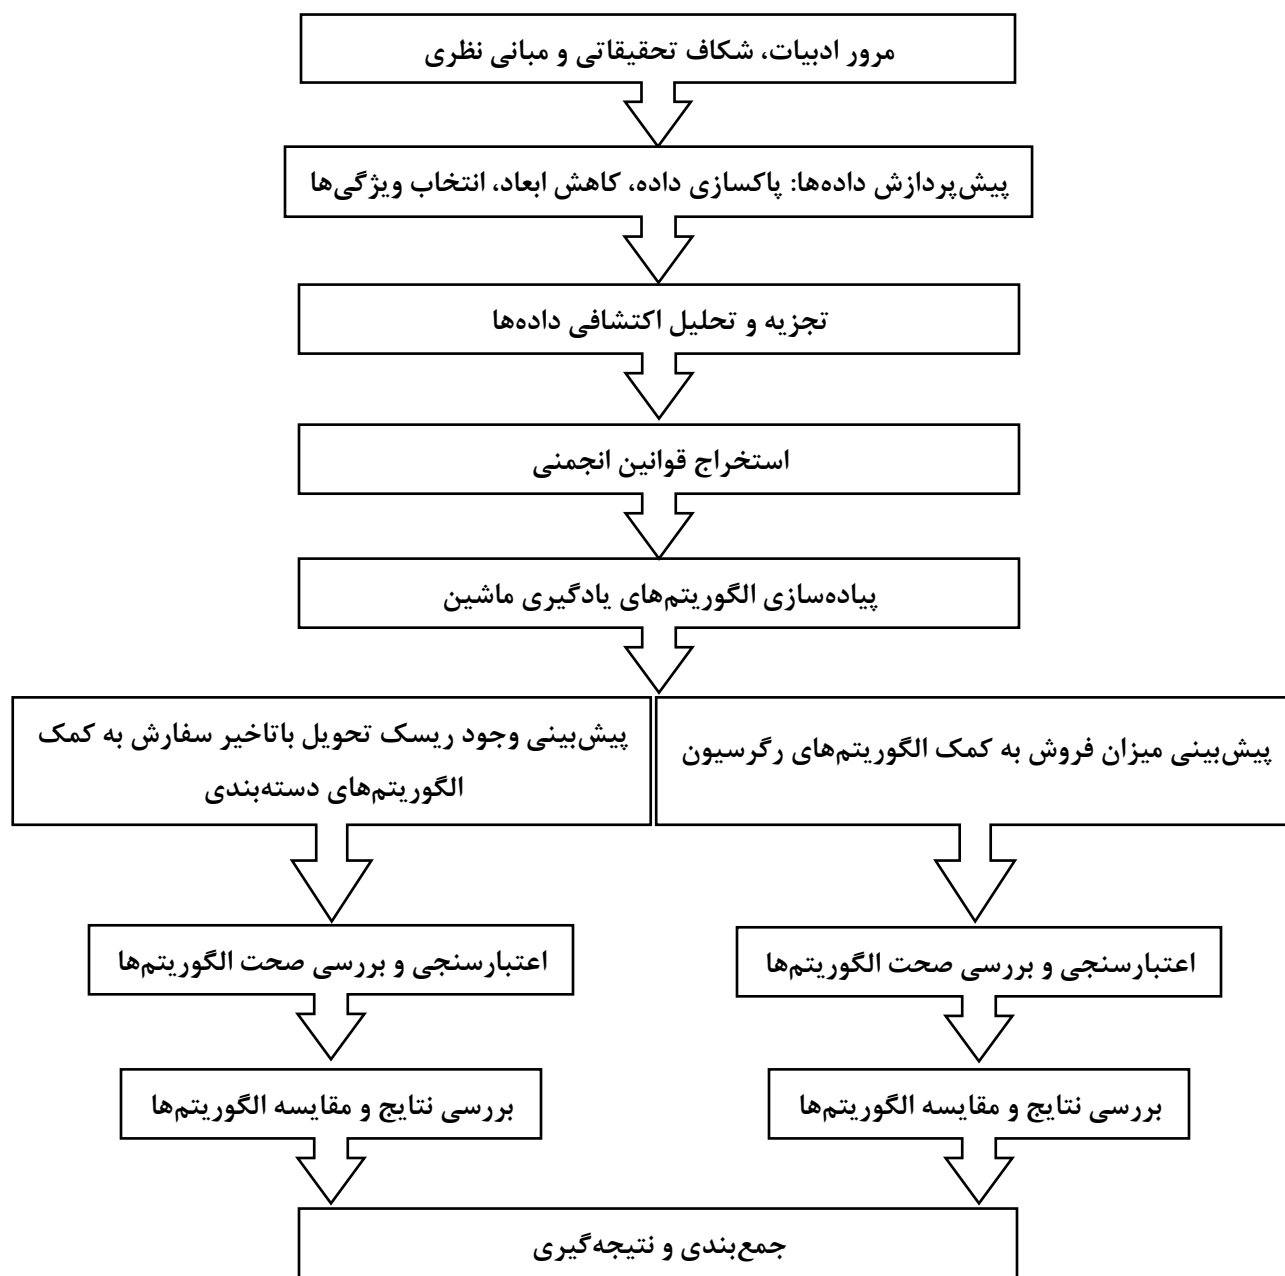 مرور ادبیات، شکاف تحقیقاتی و مبانی نظری
پیش‌پردازش داده‌ها: پاکسازی داده، کاهش ابعاد، انتخاب ویژگی‌ها
تجزیه و تحلیل اکتشافی داده‌ها
استخراج قوانین انجمنی
پیاده‌سازی الگوریتم‌های یادگیری ماشین
پیش‌بینی میزان فروش به کمک الگوریتم‌های رگرسیون
پیش‌بینی وجود ریسک تحویل باتاخیر سفارش به کمک
الگوریتم‌های دسته‌بندی
اعتبارسنجی و بررسی صحت الگوریتم‌ها
اعتبارسنجی و بررسی صحت الگوریتم‌ها
بررسی نتایج و مقایسه الگوریتم‌ها
بررسی نتایج و مقایسه الگوریتم‌ها
جمع‌بندی و نتیجه‌گیری